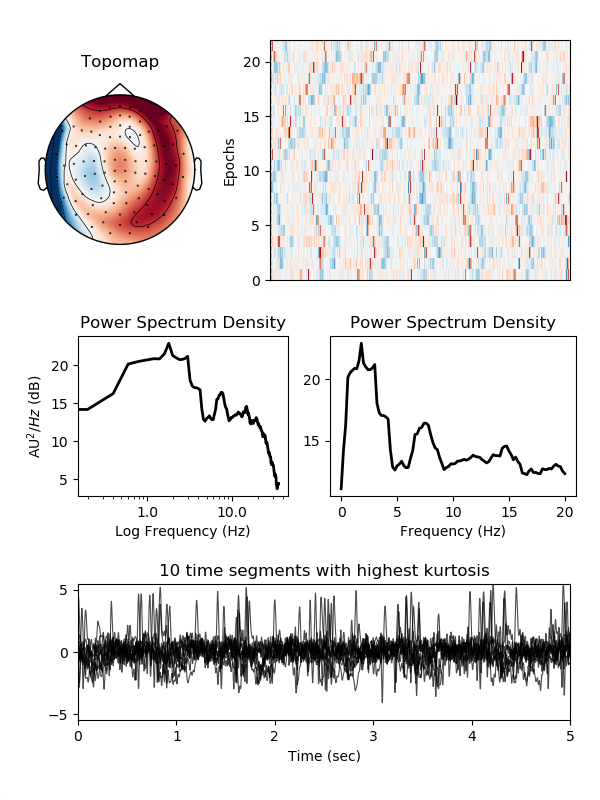 Topomap
Epochs
20
15
10
5
0
Power Spectrum Density
AU²/Hz (dB)
20
15
10
5
1.0 10.0
Log Frequency (Hz)
Power Spectrum Density
20
15
0 5 10 15 20
Frequency (Hz)
10 time segments with highest kurtosis
5
0
−5
0 1 2 3 4 5
Time (sec)